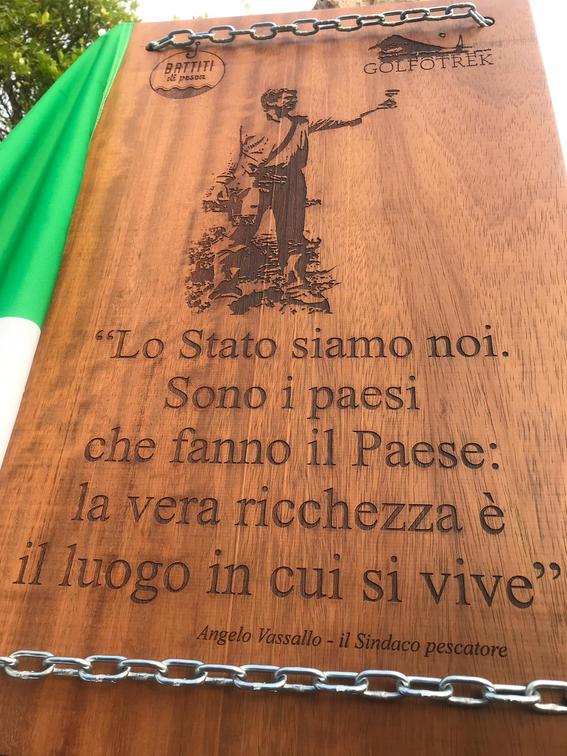 BATTITI
di pesca
GOLFOTREK
“Lo Stato siamo noi.
Sono i paesi
che fanno il Paese:
la vera ricchezza è
il luogo in cui si vive”
Angelo Vassallo - il Sindaco pescatore